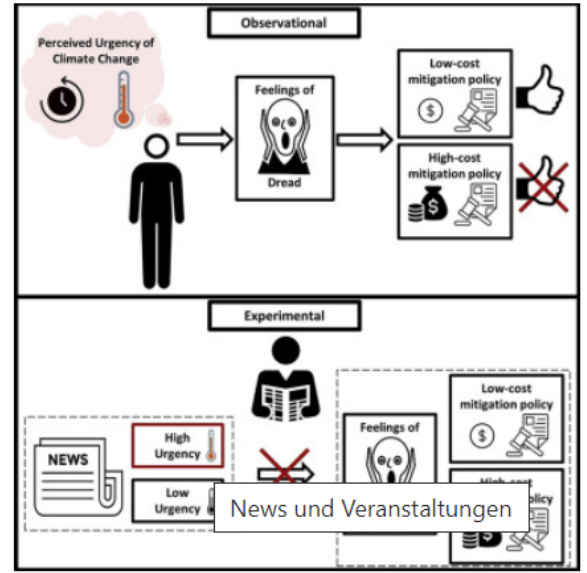 Observational
Perceived Urgency of
Climate Change
Feelings of
Dread
Low-cost
mitigation policy
$
High-cost
mitigation policy
$
Experimental
NEWS
High
Urgency
Low
Urgency
Feelings of
Low-cost
mitigation policy
$
$
News und Veranstaltungen